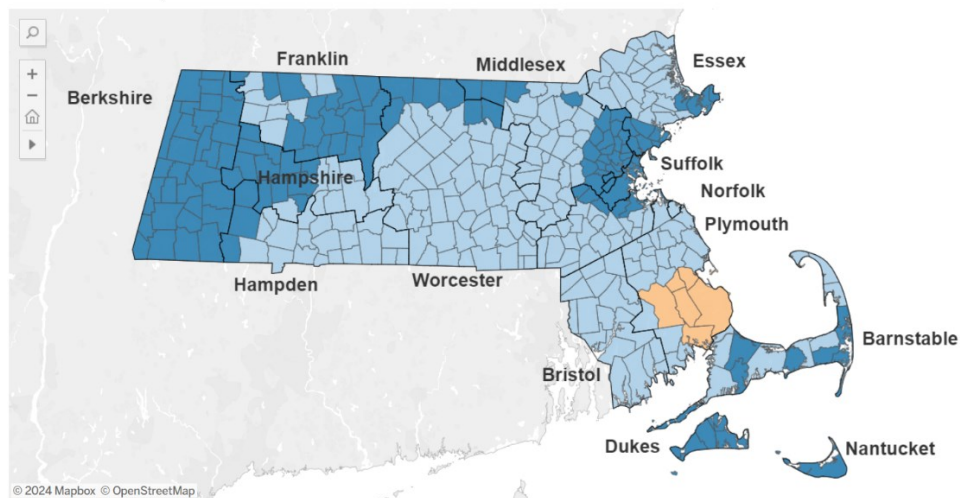 Franklin
Middlesex
Essex
Berkshire
Suffolk
Hampshire
Norfolk
Plymouth
Hampden
Worcester
Barnstable
Bristol
Dukes
Nantucket
© 2024 Mapbox © OpenStreetMap